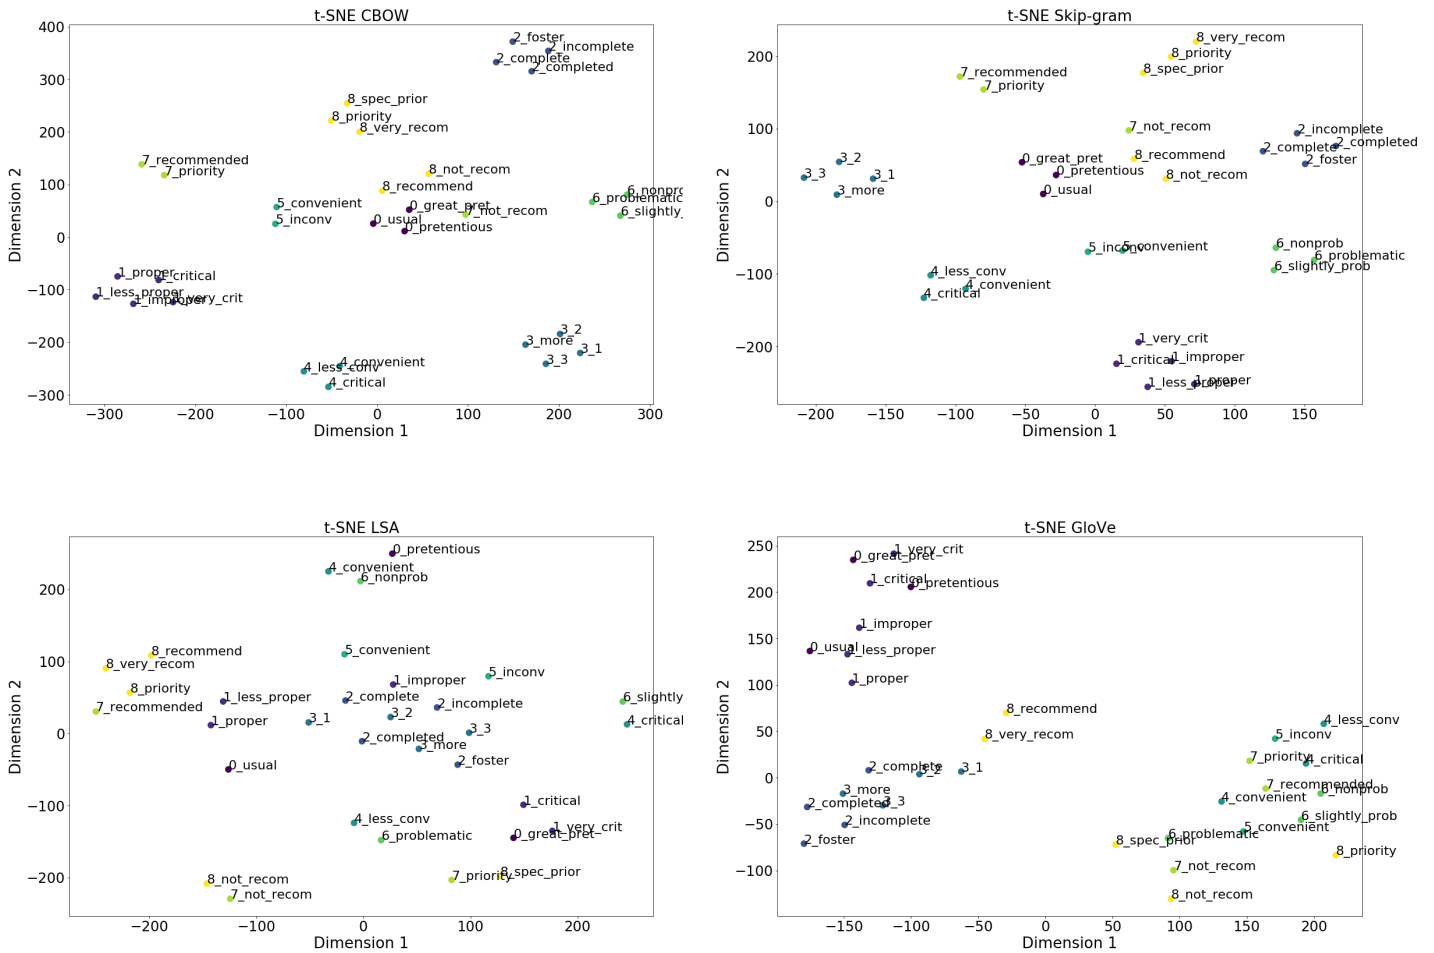 t-SNE CBOW
400
300
200
100
0
−100
−200
−300
−300
−200
−100
0
100
200
300
Dimension 1
Dimension 2
2_foster
2_incomplete
2_complete
2_completed
8_spec_prior
8_priority
8_very_recom
7_recommended
7_priority
8_not_recom
8_recommend
6_nonpro
6_problematic
6_slightly_
5_convenient
0_great_pret
7_not_recom
5_inconv
0_usual
0_pretentious
1_proper
1_critical
1_less_proper
1_improper
1_very_crit
3_2
3_more
3_1
3_3
4_convenient
4_less_conv
4_critical
t-SNE Skip-gram
200
100
0
−100
−200
−200
−150
−100
−50
0
50
100
150
Dimension 1
Dimension 2
8_very_recom
8_priority
8_spec_prior
7_recommended
7_priority
7_not_recom
2_incomplete
2_completed
2_complete
2_foster
3_2
3_3
3_1
3_more
0_great_pret
8_recommend
0_pretentious
8_not_recom
0_usual
5_inconv
5_convenient
6_nonprob
6_problematic
6_slightly_prob
4_less_conv
4_convenient
4_critical
1_very_crit
1_critical
1_improper
1_less_proper
1_proper
t-SNE LSA
200
100
0
−100
−200
−200
−100
0
100
200
Dimension 1
Dimension 2
0_pretentious
4_convenient
6_nonprob
8_recommend
5_convenient
8_very_recom
5_inconv
1_improper
8_priority
1_less_proper
2_complete
6_slightly
7_recommended
2_incomplete
3_2
1_proper
3_1
4_critical
3_3
2_completed
3_more
0_usual
2_foster
1_critical
4_less_conv
1_very_crit
6_problematic
0_great_pret
8_not_recom
7_priority
8_spec_prior
7_not_recom
t-SNE GloVe
250
200
150
100
50
0
−50
−100
−150
−100
−50
0
50
100
150
200
Dimension 1
Dimension 2
1_very_crit
0_great_pret
1_critical
0_pretentious
1_improper
0_usual
1_less_proper
1_proper
8_recommend
4_less_conv
8_very_recom
5_inconv
7_priority
4_critical
2_complete
3_2
3_1
3_more
7_recommended
6_nonprob
2_completed
3_3
4_convenient
2_incomplete
6_slightly_prob
5_convenient
6_problematic
2_foster
8_spec_prior
8_priority
7_not_recom
8_not_recom